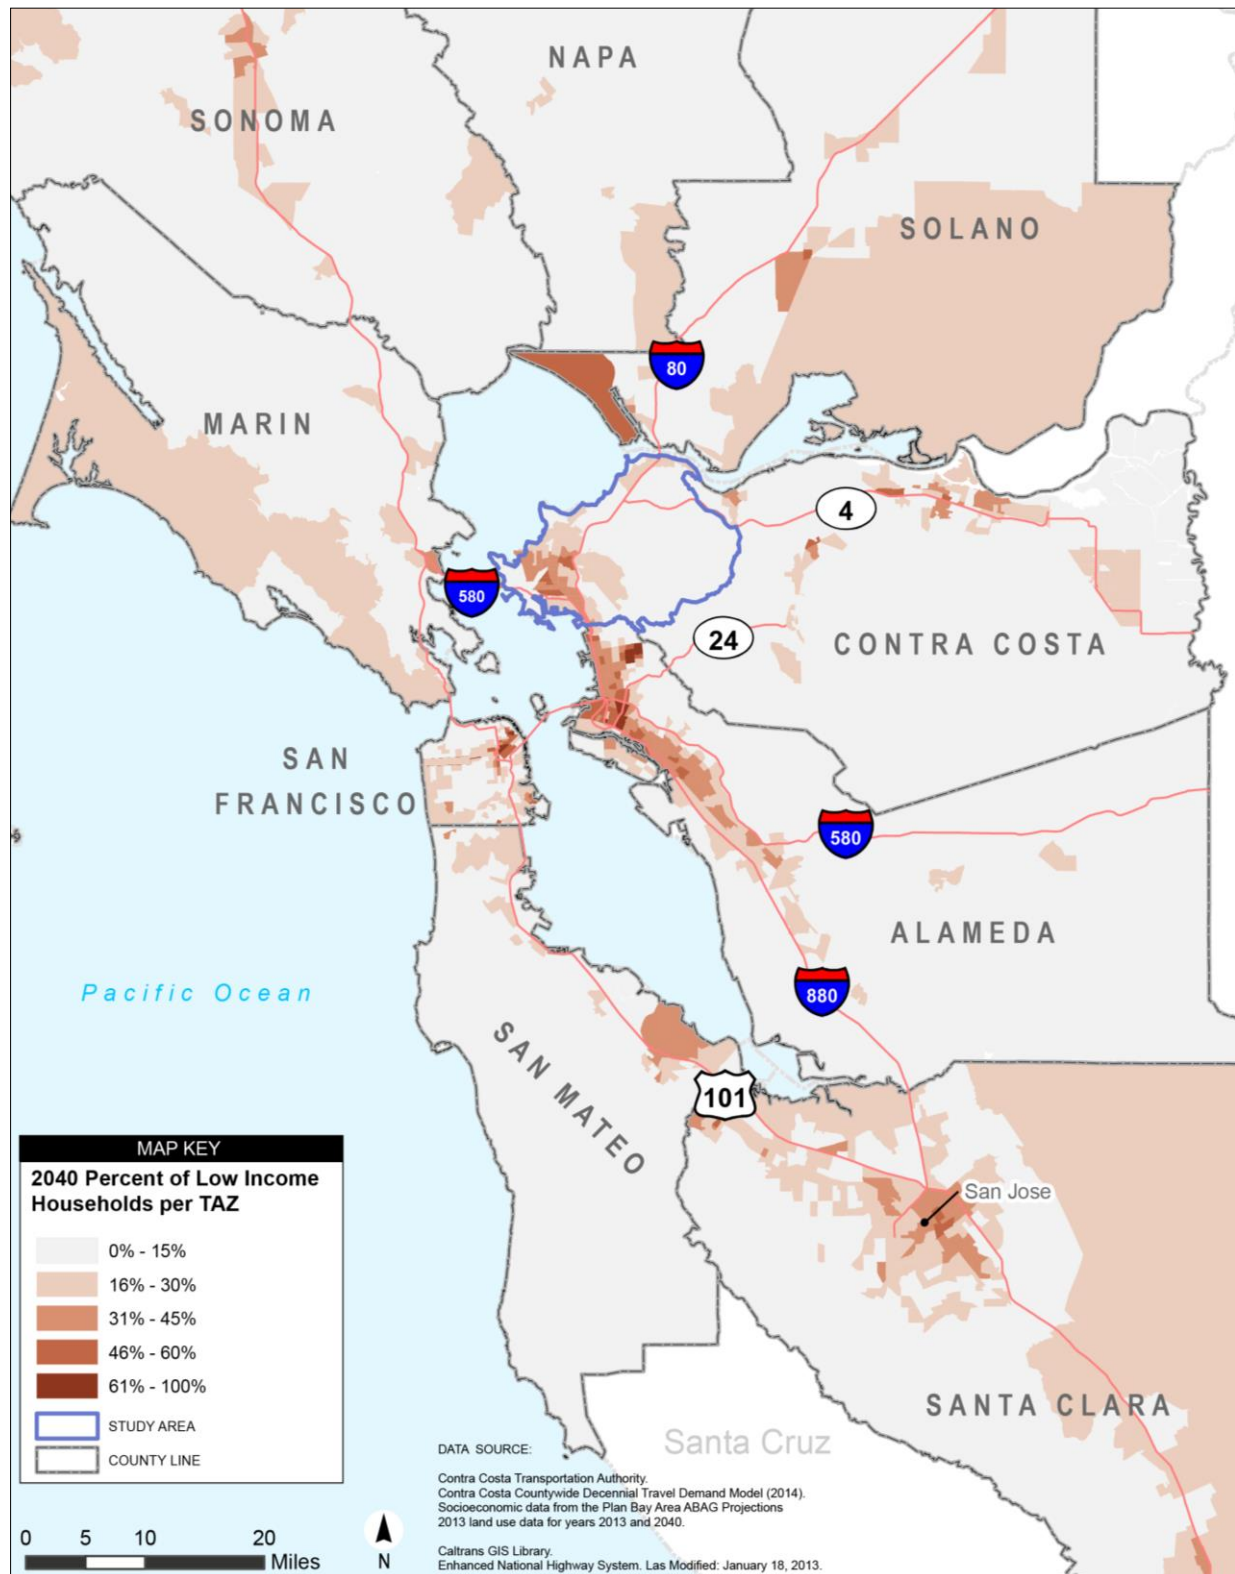 NAPA
SONOMA
SOLANO
80
MARIN
4
580
24
CONTRA COSTA
SAN
FRANCISCO
580
ALAMEDA
Pacific Ocean
880
SAN MATEO
101
San Jose
SANTA CLARA
Santa Cruz
MAP KEY
2040 Percent of Low Income
Households per TAZ
0% - 15%
16% - 30%
31% - 45%
46% - 60%
61% - 100%
STUDY AREA
COUNTY LINE
DATA SOURCE:
Contra Costa Transportation Authority.
Contra Costa Countywide Decennial Travel Demand Model (2014).
Socioeconomic data from the Plan Bay Area ABAG Projections
2013 land use data for years 2013 and 2040.
Caltrans GIS Library.
Enhanced National Highway System. Las Modified: January 18, 2013.
0 5 10 20
Miles
N